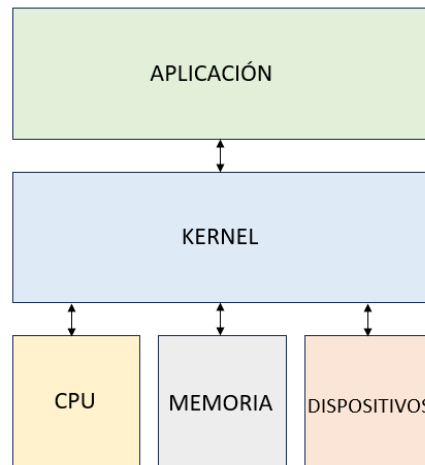 APLICACIÓN
KERNEL
CPU
MEMORIA
DISPOSITIVOS